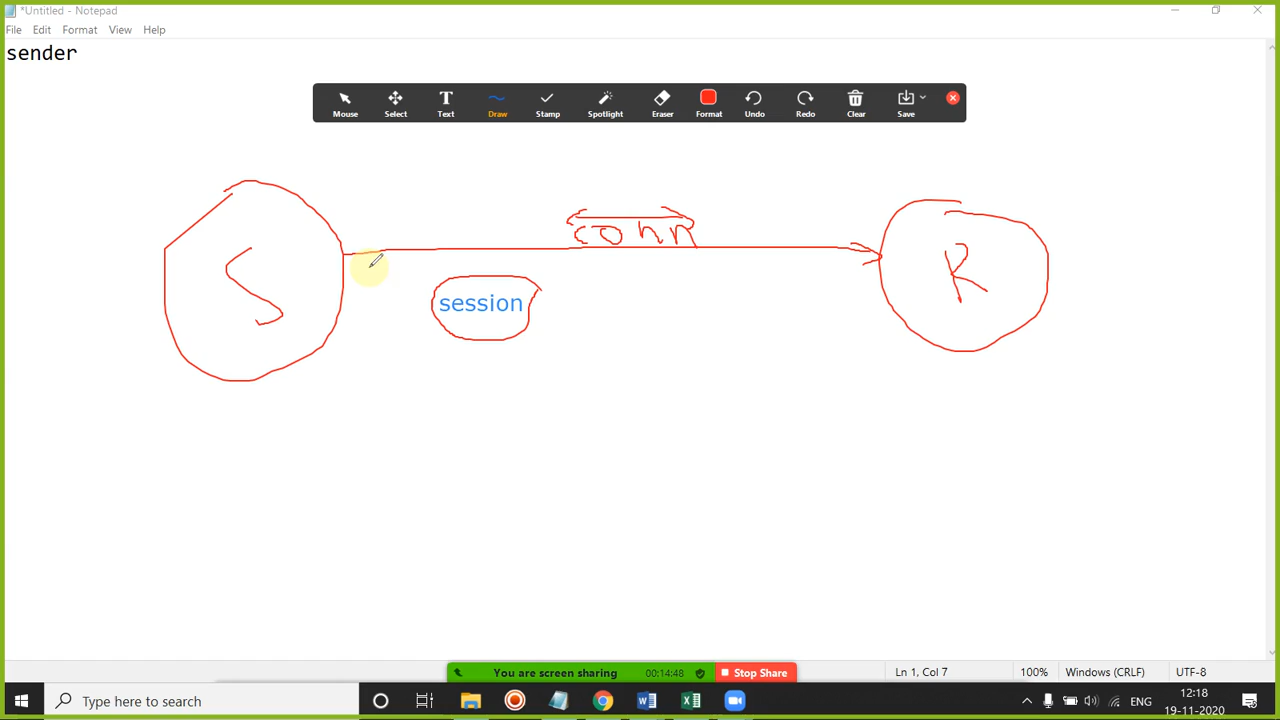 *Untitled - Notepad
File Edit Format View Help
sender
Mouse Select Text Draw Stamp Spotlight Eraser Format Undo Redo Clear Save
conn
S
R
session
You are screen sharing 00:14:48 Stop Share
Ln 1, Col 7 100% Windows (CRLF) UTF-8
Type here to search
ENG
12:18
19-11-2020